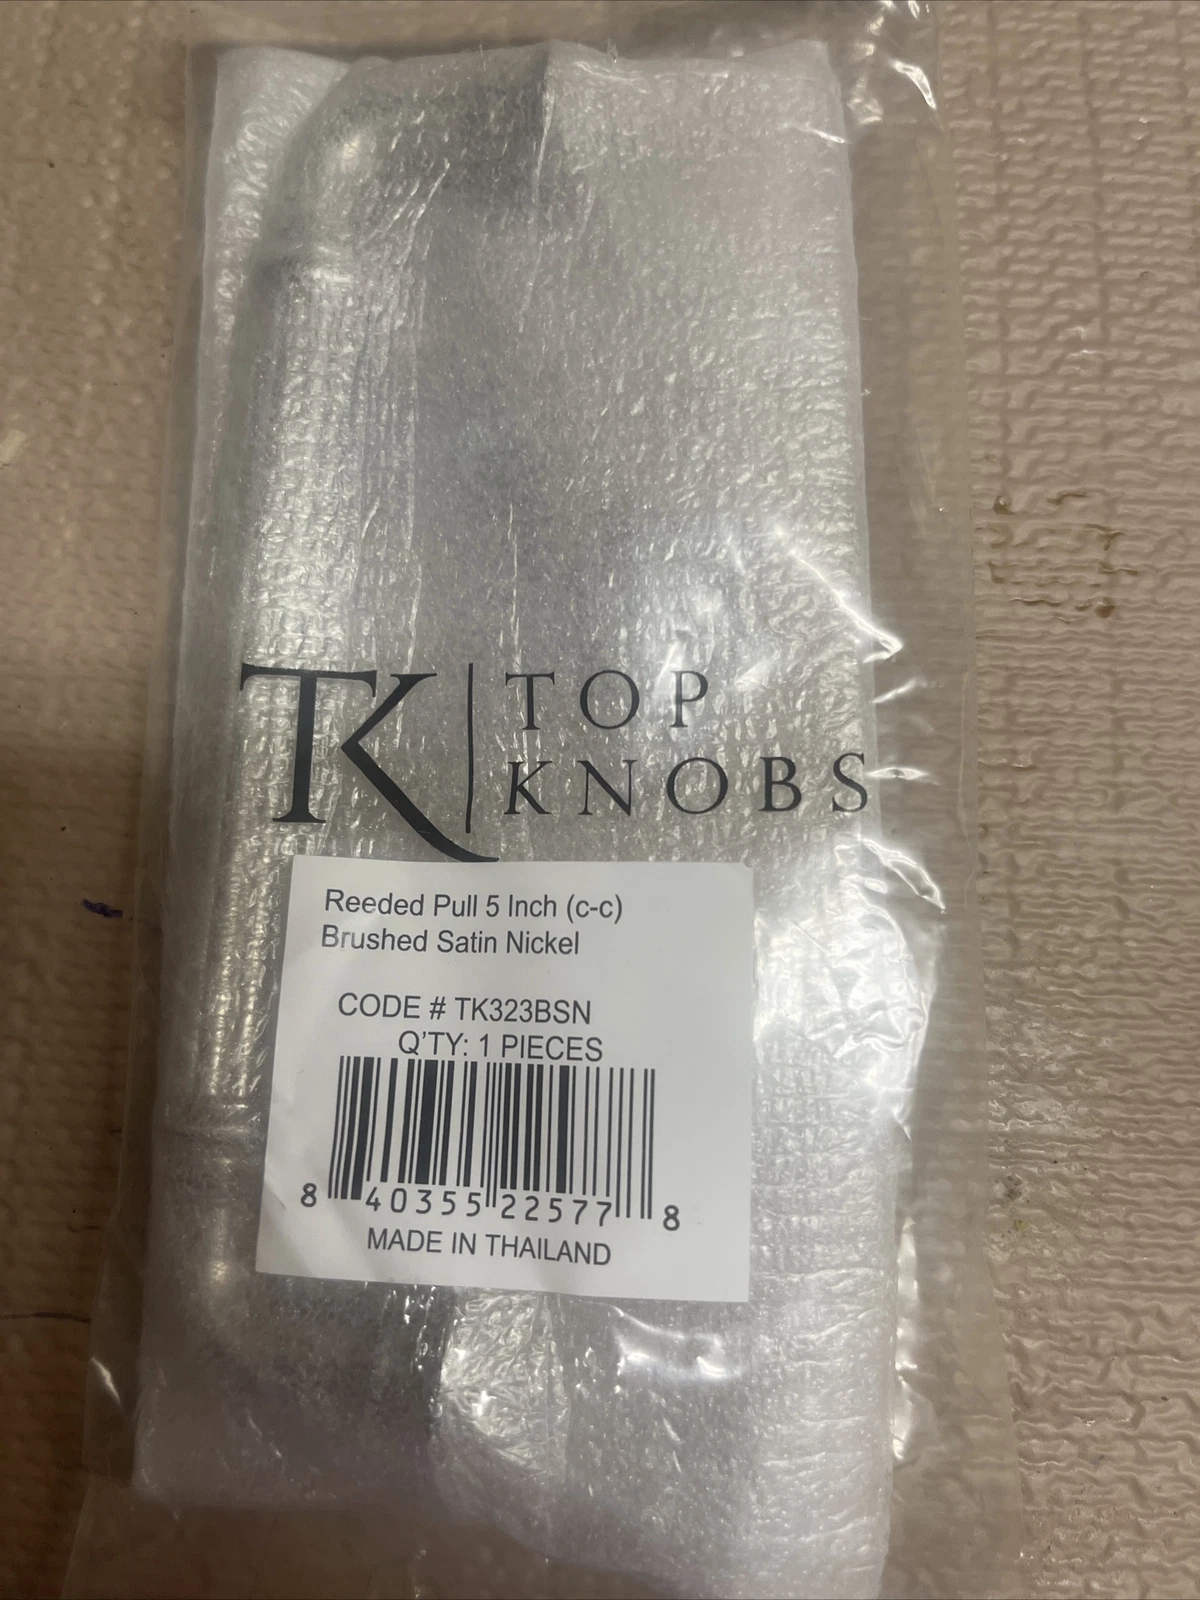 TK
TOP
KNOBS
Reeded Pull 5 Inch (c-c)
Brushed Satin Nickel
CODE # TK323BSN
Q'TY: 1 PIECES
8 40355 22577 8
MADE IN THAILAND